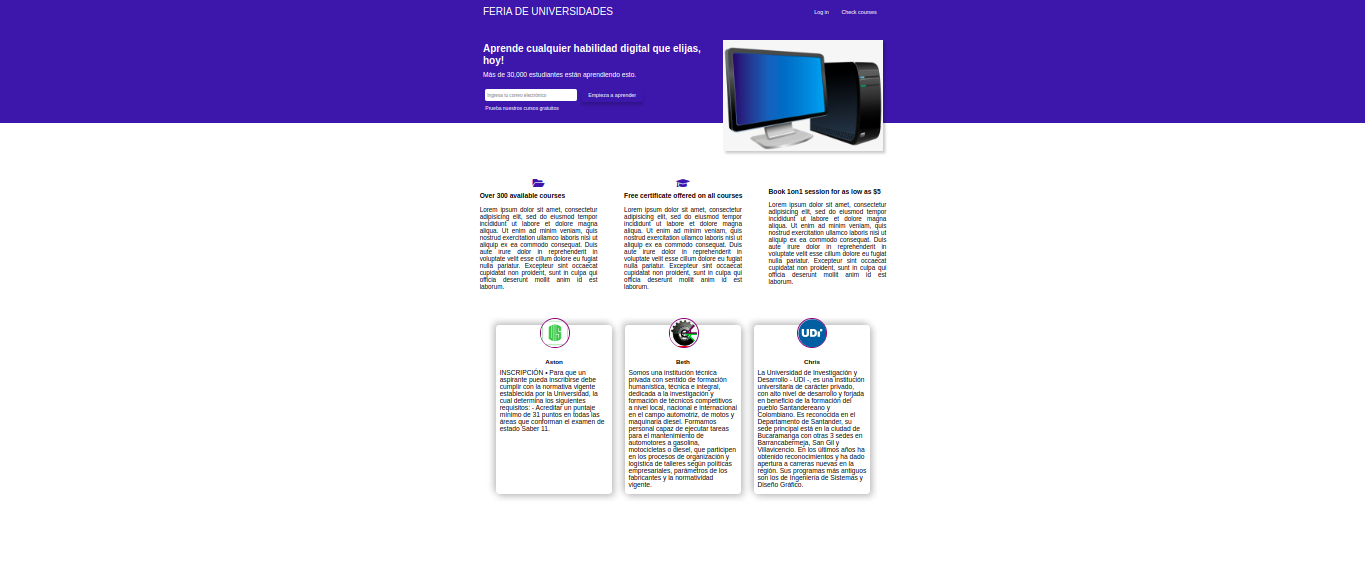 FERIA DE UNIVERSIDADES
Log in
Check courses
Aprende cualquier habilidad digital que elijas,
hoy!
Más de 30,000 estudiantes están aprendiendo esto.
Ingresa tu correo electrónico
Empieza a aprender
Prueba nuestros cursos gratuitos
Over 300 available courses
Lorem ipsum dolor sit amet, consectetur
adipisicing elit, sed do eiusmod tempor
incididunt ut labore et dolore magna
aliqua. Ut enim ad minim veniam, quis
nostrud exercitation ullamco laboris nisi ut
aliquip ex ea commodo consequat. Duis
aute irure dolor in reprehenderit in
voluptate velit esse cillum dolore eu fugiat
nulla pariatur. Excepteur sint occaecat
cupidatat non proident, sunt in culpa qui
officia deserunt mollit anim id est
laborum.
Free certificate offered on all courses
Lorem ipsum dolor sit amet, consectetur
adipisicing elit, sed do eiusmod tempor
incididunt ut labore et dolore magna
aliqua. Ut enim ad minim veniam, quis
nostrud exercitation ullamco laboris nisi ut
aliquip ex ea commodo consequat. Duis
aute irure dolor in reprehenderit in
voluptate velit esse cillum dolore eu fugiat
nulla pariatur. Excepteur sint occaecat
cupidatat non proident, sunt in culpa qui
officia deserunt mollit anim id est
laborum.
Book 1on1 session for as low as $5
Lorem ipsum dolor sit amet, consectetur
adipisicing elit, sed do eiusmod tempor
incididunt ut labore et dolore magna
aliqua. Ut enim ad minim veniam, quis
nostrud exercitation ullamco laboris nisi ut
aliquip ex ea commodo consequat. Duis
aute irure dolor in reprehenderit in
voluptate velit esse cillum dolore eu fugiat
nulla pariatur. Excepteur sint occaecat
cupidatat non proident, sunt in culpa qui
officia deserunt mollit anim id est
laborum.
Aston
INSCRIPCIÓN • Para que un
aspirante pueda inscribirse debe
cumplir con la normativa vigente
establecida por la Universidad, la
cual determina los siguientes
requisitos: - Acreditar un puntaje
mínimo de 31 puntos en todas las
áreas que conforman el examen de
estado Saber 11.
Beth
Somos una institución técnica
privada con sentido de formación
humanística, técnica e integral,
dedicada a la investigación y
formación de técnicos competitivos
a nivel local, nacional e internacional
en el campo automotriz, de motos y
maquinaria diesel. Formamos
personal capaz de ejecutar tareas
para el mantenimiento de
automotores a gasolina,
motocicletas o diesel, que participen
en los procesos de organización y
logística de talleres según políticas
empresariales, parámetros de los
fabricantes y la normatividad
vigente.
UDI
Chris
La Universidad de Investigación y
Desarrollo - UDI -, es una institución
universitaria de carácter privado,
con alto nivel de desarrollo y forjada
en beneficio de la formación del
pueblo Santandereano y
Colombiano. Es reconocida en el
Departamento de Santander, su
sede principal está en la ciudad de
Bucaramanga con otras 3 sedes en
Barrancabermeja, San Gil y
Villavicencio. En los últimos años ha
obtenido reconocimientos y ha dado
apertura a carreras nuevas en la
región. Sus programas más antiguos
son los de Ingeniería de Sistemas y
Diseño Gráfico.